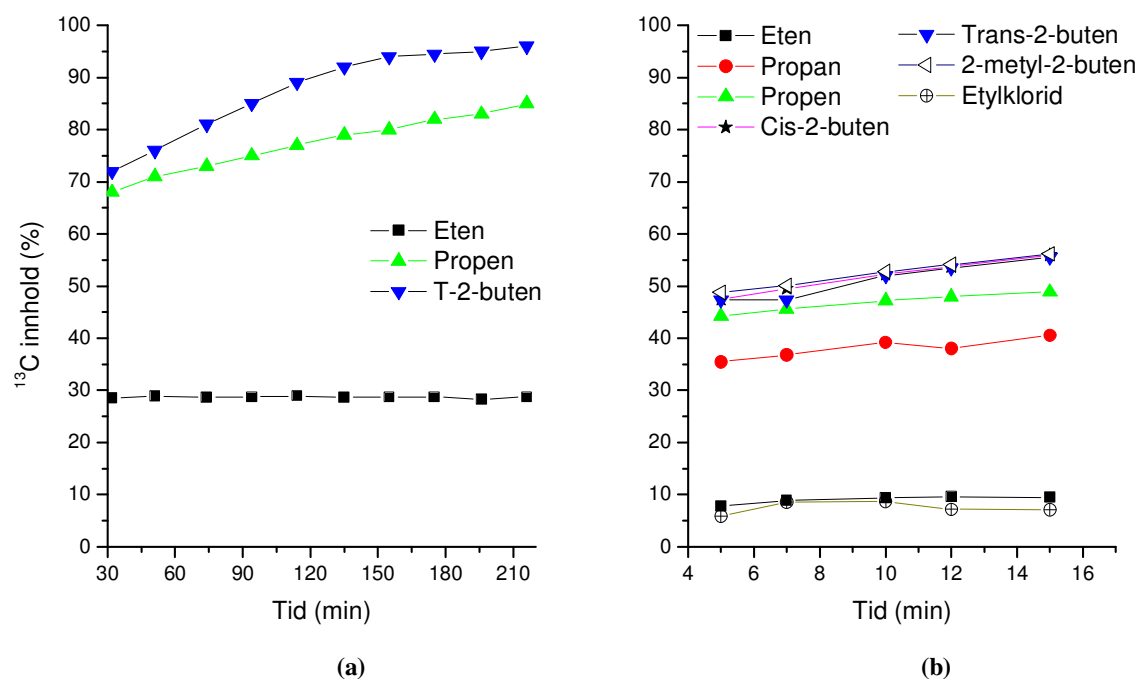 100
90
80
70
60
50
40
30
20
10
0
¹³C innhold (%)
Eten
Propen
T-2-buten
30 60 90 120 150 180 210
Tid (min)
(a)
100
90
80
70
60
50
40
30
20
10
0
Eten
Propan
Propen
Cis-2-buten
Trans-2-buten
2-metyl-2-buten
Etylklorid
4 6 8 10 12 14 16
Tid (min)
(b)